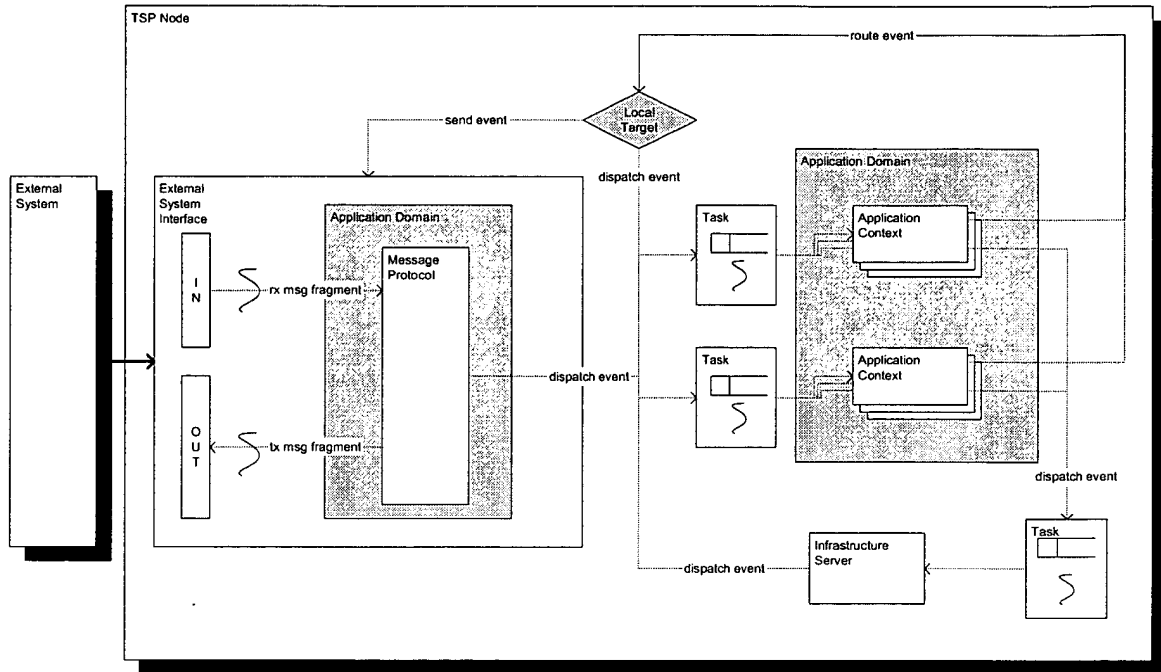 TSP Node
route event
Local
Target
send event
dispatch event
Application Domain
External
System
External
System
Interface
Application Domain
Task
Application
Context
I
N
rx msg fragment
Message
Protocol
Task
Application
Context
dispatch event
O
U
T
tx msg fragment
dispatch event
Task
Infrastructure
Server
dispatch event